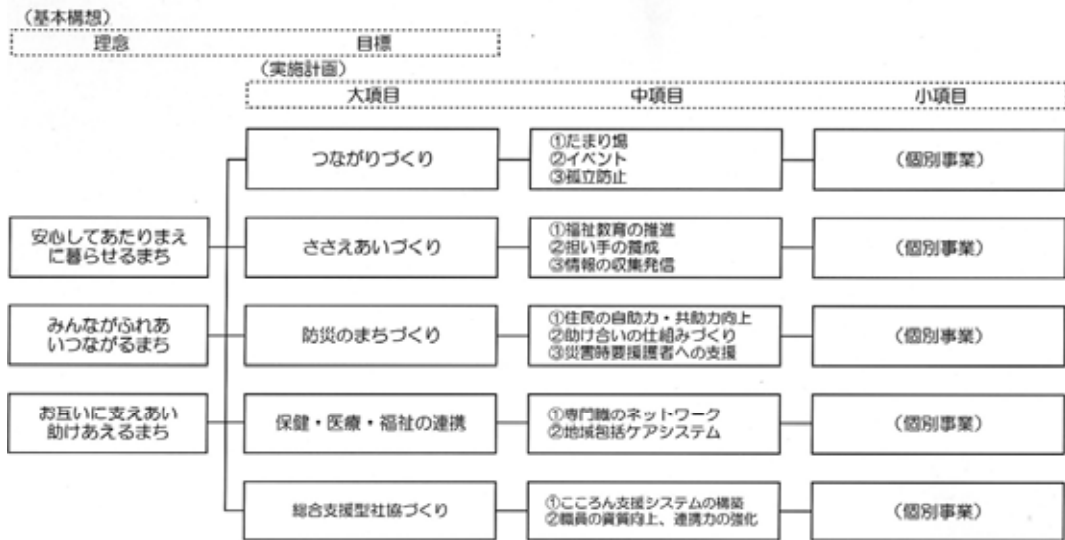 （基本構想）
理念
目標
（実施計画）
大項目
中項目
小項目
つながりづくり
①たまり場
②イベント
③孤立防止
（個別事業）
安心してあたりまえ
に暮らせるまち
ささえあいづくり
①福祉教育の推進
②担い手の養成
③情報の収集発信
（個別事業）
みんながふれあ
いつながるまち
防災のまちづくり
①住民の自助力・共助力向上
②助け合いの仕組みづくり
③災害時要援護者への支援
（個別事業）
お互いに支えあい
助けあえるまち
保健・医療・福祉の連携
①専門職のネットワーク
②地域包括ケアシステム
（個別事業）
総合支援型社協づくり
①こころん支援システムの構築
②職員の資質向上、連携力の強化
（個別事業）